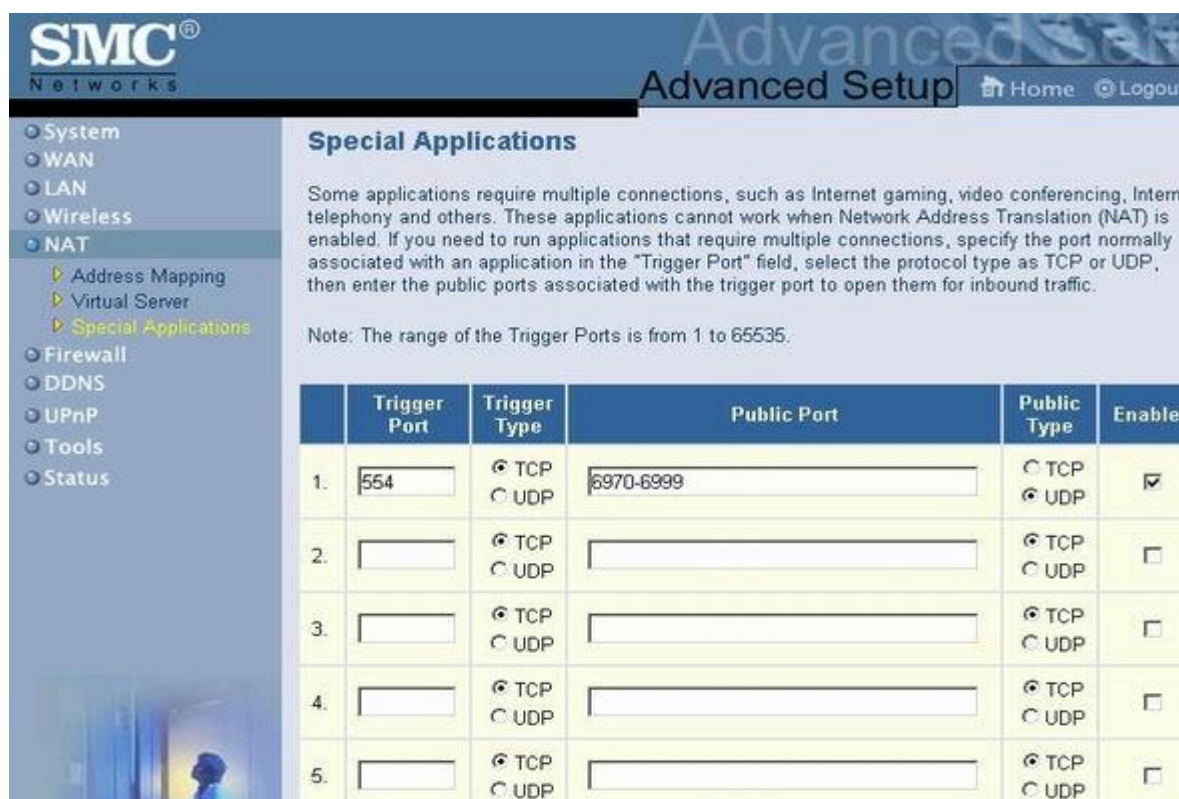 SMC®
Networks
Advanced
Advanced Setup
Home
System
WAN
LAN
Wireless
NAT
Address Mapping
Virtual Server
Special Applications
Firewall
DDNS
UPnP
Tools
Status
Special Applications
Some applications require multiple connections, such as Internet gaming, video conferencing,
telephony and others. These applications cannot work when Network Address Translation (NAT) is
enabled. If you need to run applications that require multiple connections, specify the port normally
associated with an application in the "Trigger Port" field, select the protocol type as TCP or UDP,
then enter the public ports associated with the trigger port to open them for inbound traffic.
Note: The range of the Trigger Ports is from 1 to 65535.
Trigger Port Trigger Type Public Port Public Type Enable
1. 554 TCP UDP 6970-6999 TCP UDP
2. TCP UDP TCP UDP
3. TCP UDP TCP UDP
4. TCP UDP TCP UDP
5. TCP UDP TCP UDP